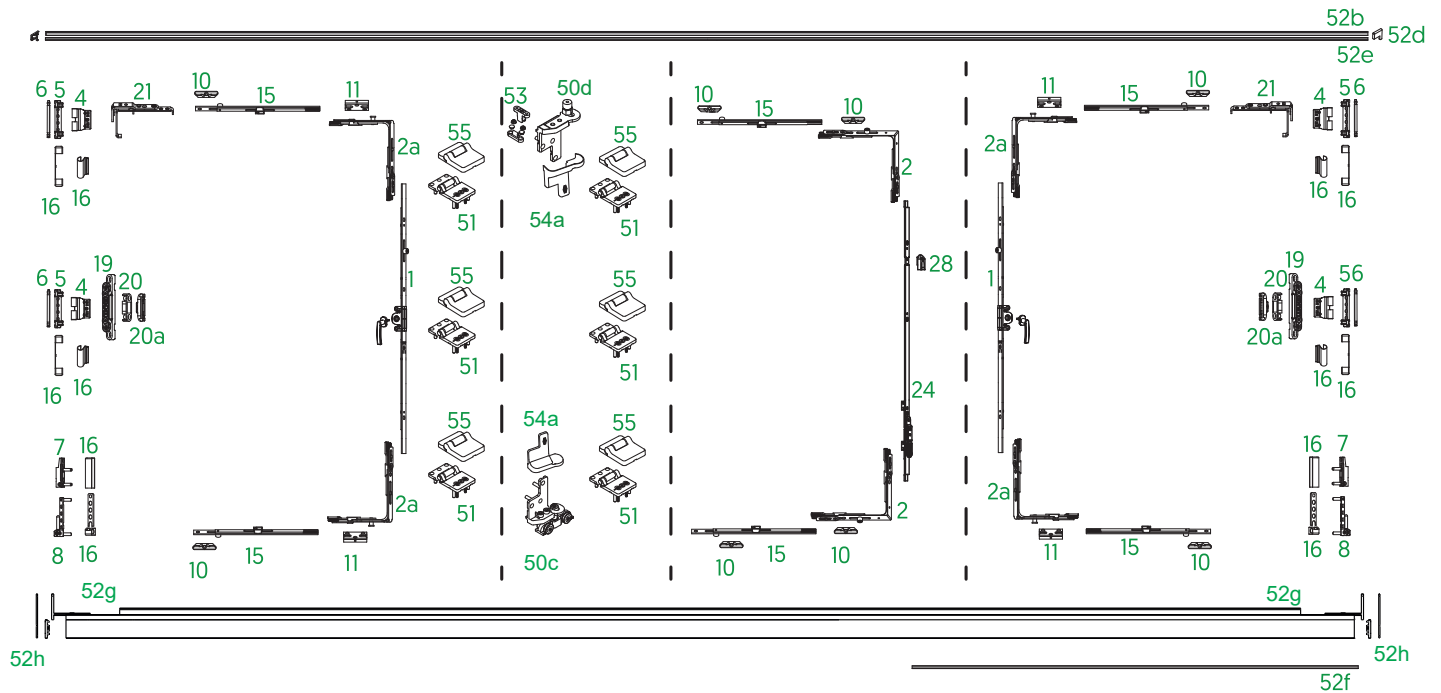 52b
52d
52e
6 5 4 21 10 15 11 53 50d 10 15 10 11 15 10 21 4 5 6
2a 55 55 2 2a
16 16 51 54a 51 16 16
6 5 4 19 20 1 55 55 28 1 20 19 4 5 6
20a 20a
16 16 51 51 16 16
24
7 16 55 54a 55 16 7
2a 51 51 2 2a
8 16 10 15 11 50c 10 15 10 11 15 10 16 8
52g 52g
52h 52h
52f